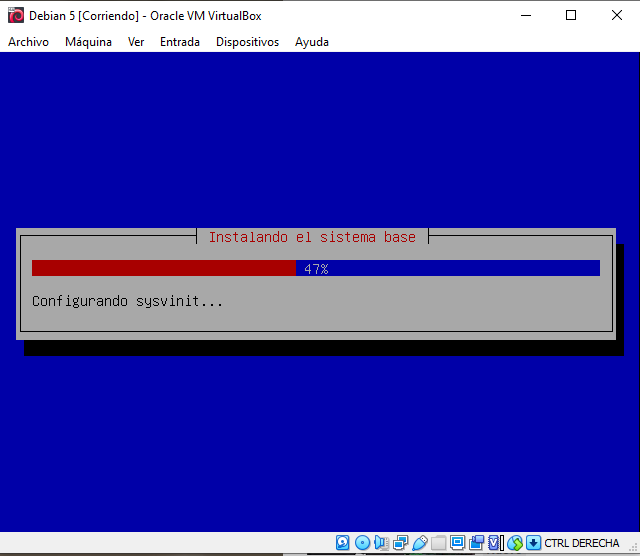 Debian 5 [Corriendo] - Oracle VM VirtualBox
Archivo Máquina Ver Entrada Dispositivos Ayuda
Instalando el sistema base
47%
Configurando sysvinit...
CTRL DERECHA